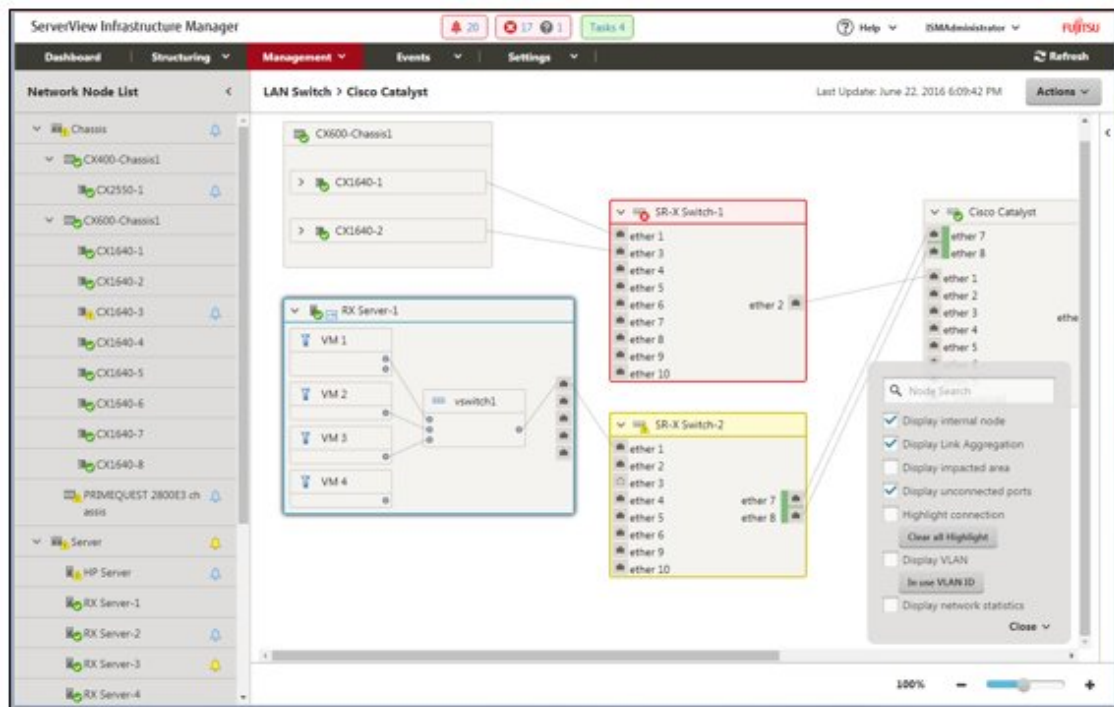 ServerView Infrastructure Manager
20
17 1
Tasks 4
Help
ISMAdministrator
FUJITSU
Dashboard Structuring Management Events Settings Refresh
Network Node List
LAN Switch > Cisco Catalyst
Last Update: June 22, 2016 6:09:42 PM
Actions
Chassis
CX400-Chassis1
CX2550-1
CX600-Chassis1
CX1640-1
CX1640-2
CX1640-3
CX1640-4
CX1640-5
CX1640-6
CX1640-7
CX1640-8
PRIMEQUEST 2800E3 ch
assis
Server
HP Server
RX Server-1
RX Server-2
RX Server-3
RX Server-4
CX600-Chassis1
CX1640-1
CX1640-2
RX Server-1
VM 1
VM 2
VM 3
VM 4
vswitch1
SR-X Switch-1
ether 1
ether 3
ether 4
ether 5
ether 6
ether 7
ether 8
ether 9
ether 10
ether 2
SR-X Switch-2
ether 1
ether 2
ether 3
ether 4
ether 5
ether 6
ether 9
ether 10
ether 7
ether 8
Cisco Catalyst
ether 7
ether 8
ether 1
ether 2
ether 3
ether 4
ether 5
ethe
Node Search
Display internal node
Display Link Aggregation
Display impacted area
Display unconnected ports
Highlight connection
Clear all Highlight
Display VLAN
In use VLAN ID
Display network statistics
Close
100%